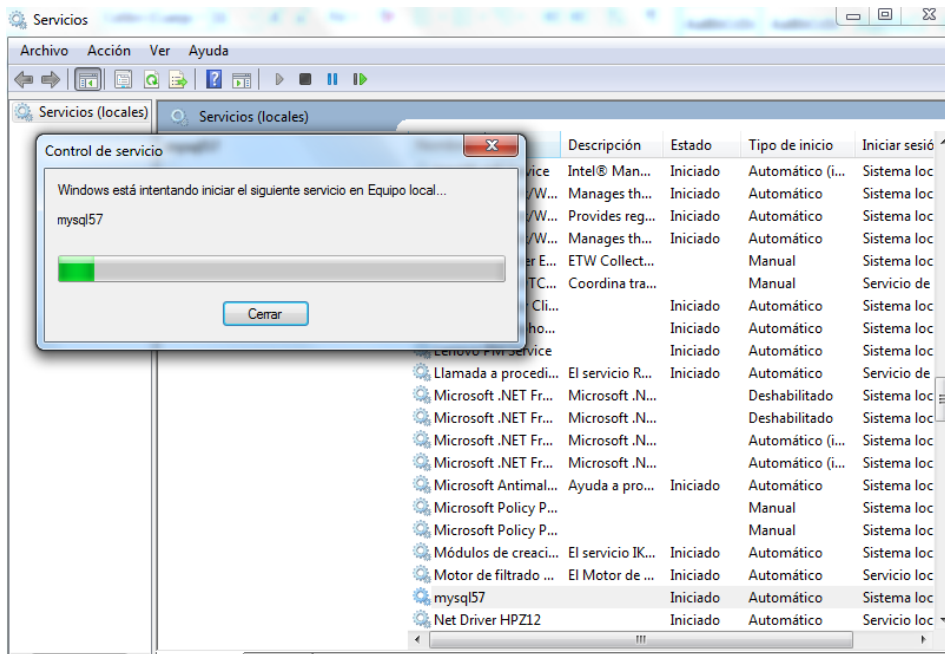 Servicios
Archivo Acción Ver Ayuda
Servicios (locales)
Servicios (locales)
Control de servicio
Windows está intentando iniciar el siguiente servicio en Equipo local...
mysql57
Cerrar
Descripción Estado Tipo de inicio Iniciar sesió
vice Intel® Man... Iniciado Automático (i... Sistema loc
/W... Manages th... Iniciado Automático Sistema loc
/W... Provides reg... Iniciado Automático Sistema loc
/W... Manages th... Iniciado Automático Sistema loc
er E... ETW Collect... Manual Sistema loc
TC... Coordina tra... Manual Servicio de
Cli... Iniciado Automático Sistema loc
ho... Iniciado Automático Sistema loc
Lenovo PM Service Iniciado Automático Sistema loc
Llamada a procedi... El servicio R... Iniciado Automático Servicio de
Microsoft .NET Fr... Microsoft .N... Deshabilitado Sistema loc
Microsoft .NET Fr... Microsoft .N... Deshabilitado Sistema loc
Microsoft .NET Fr... Microsoft .N... Automático (i... Sistema loc
Microsoft .NET Fr... Microsoft .N... Automático (i... Sistema loc
Microsoft Antimal... Ayuda a pro... Iniciado Automático Sistema loc
Microsoft Policy P... Manual Sistema loc
Microsoft Policy P... Manual Sistema loc
Módulos de creaci... El servicio IK... Iniciado Automático Sistema loc
Motor de filtrado ... El Motor de ... Iniciado Automático Servicio loc
mysql57 Iniciado Automático Sistema loc
Net Driver HPZ12 Iniciado Automático Servicio loc